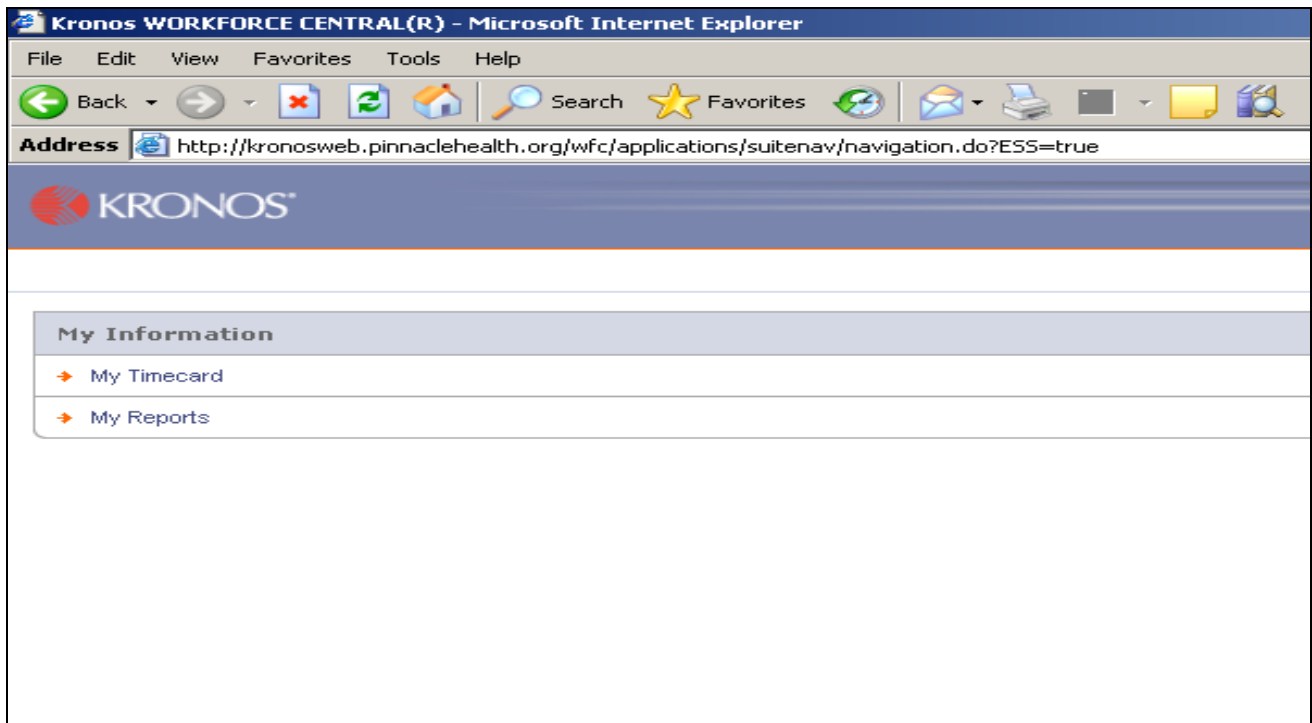 Kronos WORKFORCE CENTRAL(R) - Microsoft Internet Explorer
File Edit View Favorites Tools Help
Back Search Favorites
Address http://kronosweb.pinnaclehealth.org/wfc/applications/suitenav/navigation.do?ESS=true
KRONOS
My Information
My Timecard
My Reports